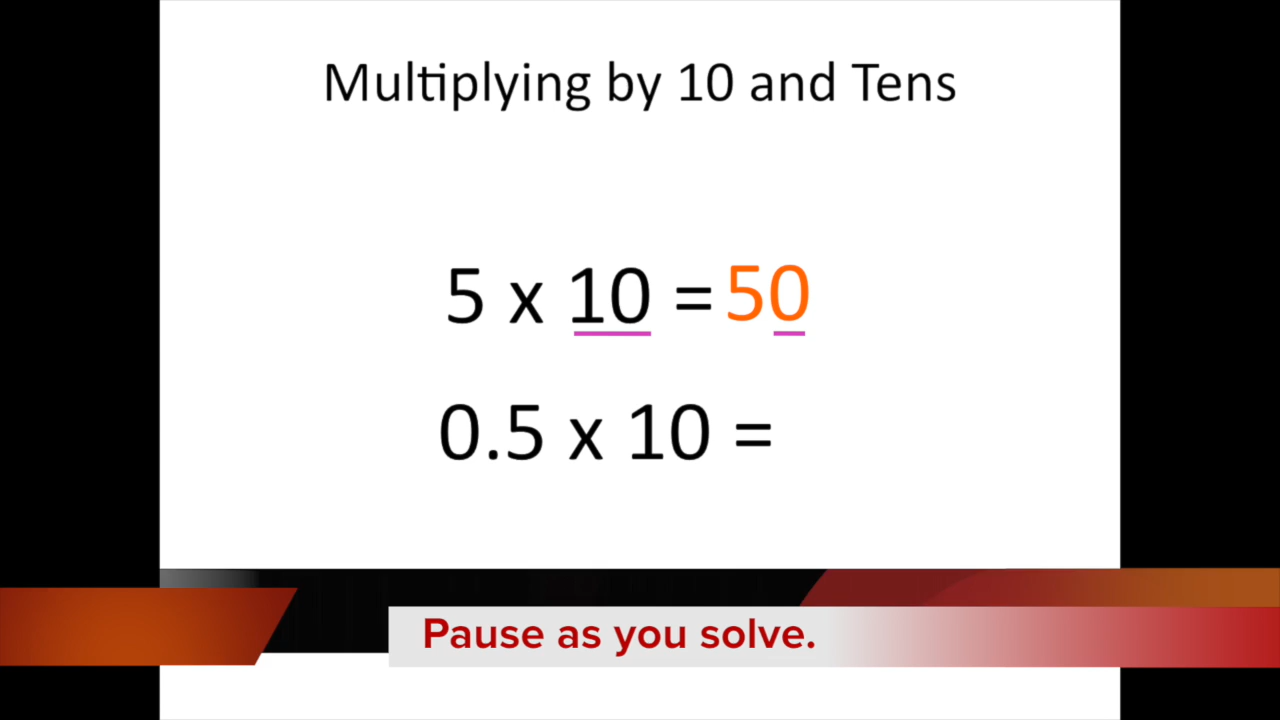 Multiplying by 10 and Tens
5 x 10 = 50
0.5 x 10 =
Pause as you solve.